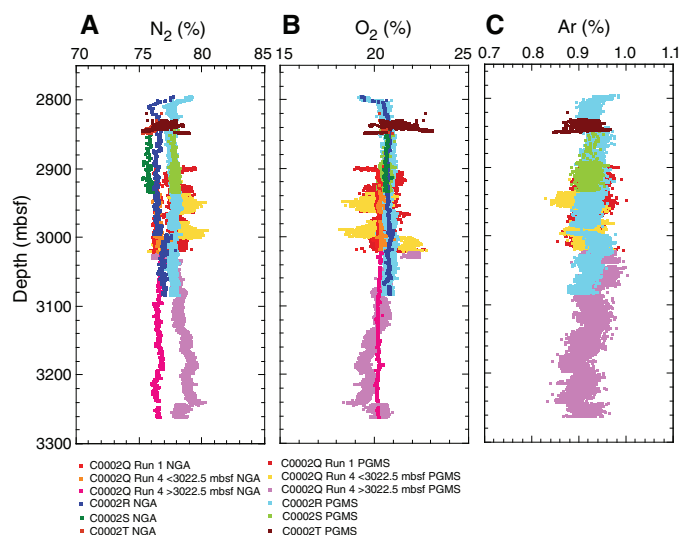 A N2 (%) B O2 (%) C Ar (%)
70 75 80 85 15 20 25 0.7 0.8 0.9 1.0 1.1
Depth (mbsf)
2800
2900
3000
3100
3200
3300
C0002Q Run 1 NGA
C0002Q Run 4 <3022.5 mbsf NGA
C0002Q Run 4 >3022.5 mbsf NGA
C0002R NGA
C0002S NGA
C0002T NGA
C0002Q Run 1 PGMS
C0002Q Run 4 <3022.5 mbsf PGMS
C0002Q Run 4 >3022.5 mbsf PGMS
C0002R PGMS
C0002S PGMS
C0002T PGMS